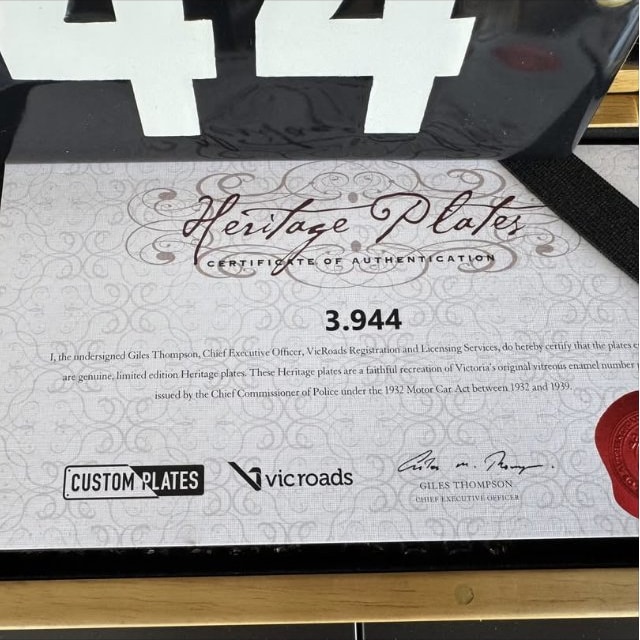 44
Heritage Plates
CERTIFICATE OF AUTHENTICATION
3.944
I, the undersigned Giles Thompson, Chief Executive Officer, VicRoads Registration and Licensing Services, do hereby certify that the plates
are genuine, limited edition Heritage plates. These Heritage plates are a faithful recreation of Victoria's original vitreous enamel number
issued by the Chief Commissioner of Police under the 1932 Motor Car Act between 1932 and 1939.
CUSTOM PLATES
vicroads
GILES THOMPSON
CHIEF EXECUTIVE OFFICER